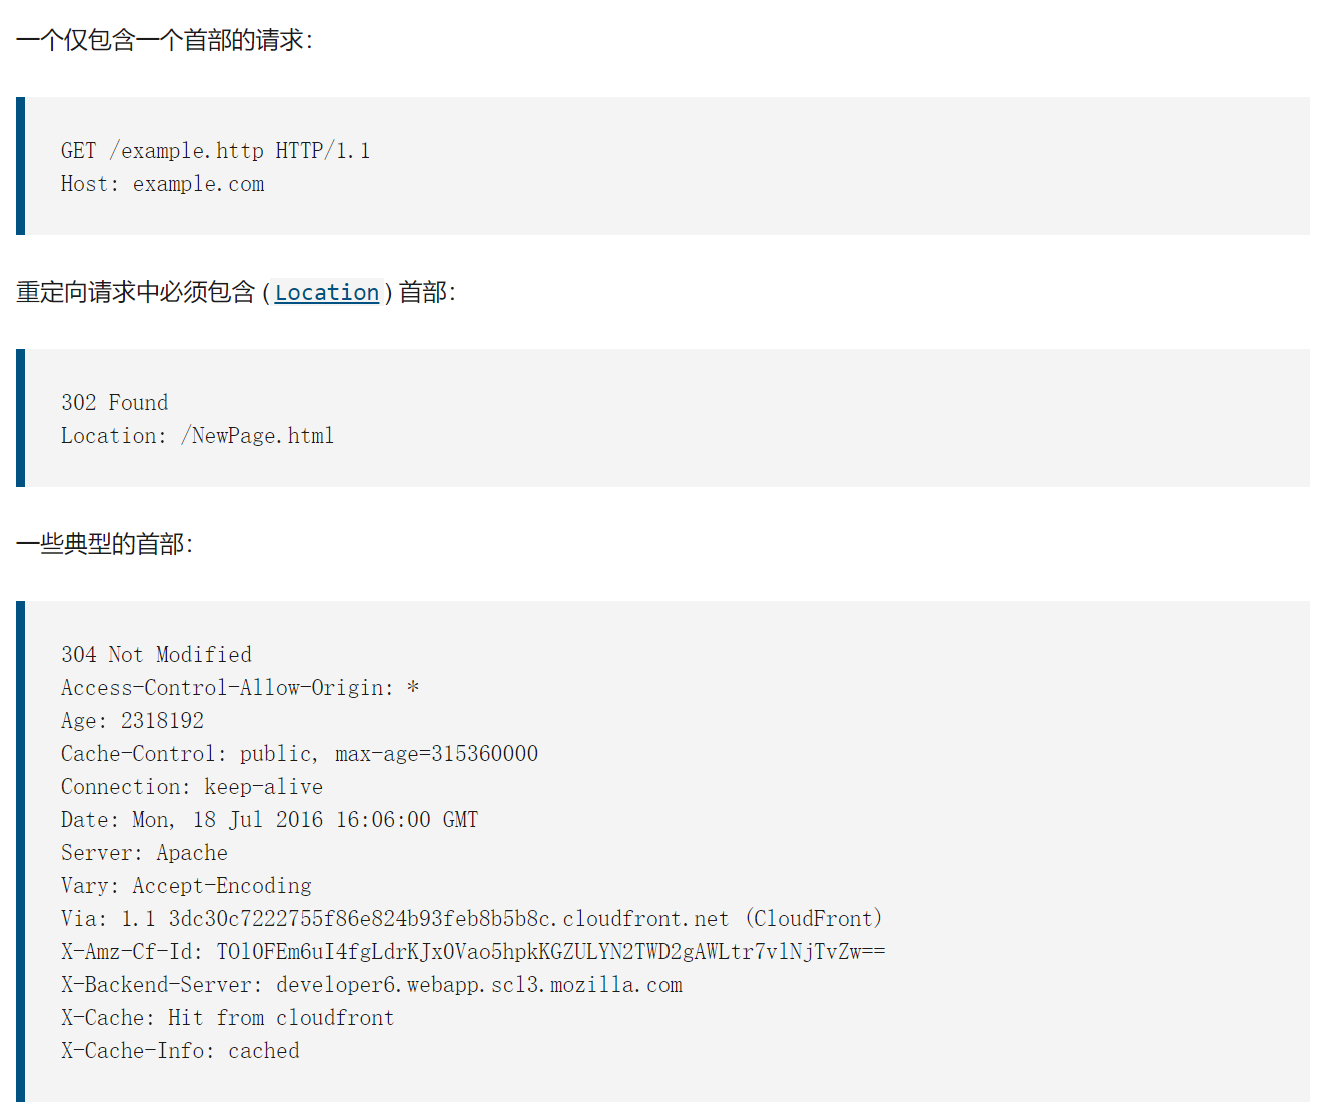 一个仅包含一个首部的请求：
GET /example.http HTTP/1.1
Host: example.com
重定向请求中必须包含 (Location) 首部：
302 Found
Location: /NewPage.html
一些典型的首部：
304 Not Modified
Access-Control-Allow-Origin: *
Age: 2318192
Cache-Control: public, max-age=315360000
Connection: keep-alive
Date: Mon, 18 Jul 2016 16:06:00 GMT
Server: Apache
Vary: Accept-Encoding
Via: 1.1 3dc30c7222755f86e824b93feb8b5b8c.cloudfront.net (CloudFront)
X-Amz-Cf-Id: TOl0FEm6uI4fgLdrKJx0Vao5hpkKGZULYN2TWD2gAWLtr7vlNjTvZw==
X-Backend-Server: developer6.webapp.scl3.mozilla.com
X-Cache: Hit from cloudfront
X-Cache-Info: cached